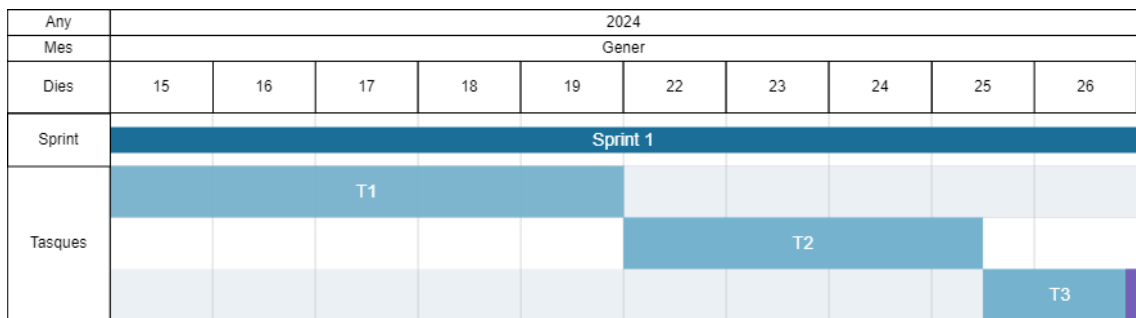 Any 2024
Mes Gener
Dies 15 16 17 18 19 22 23 24 25 26
Sprint Sprint 1
T1
Tasques T2
T3